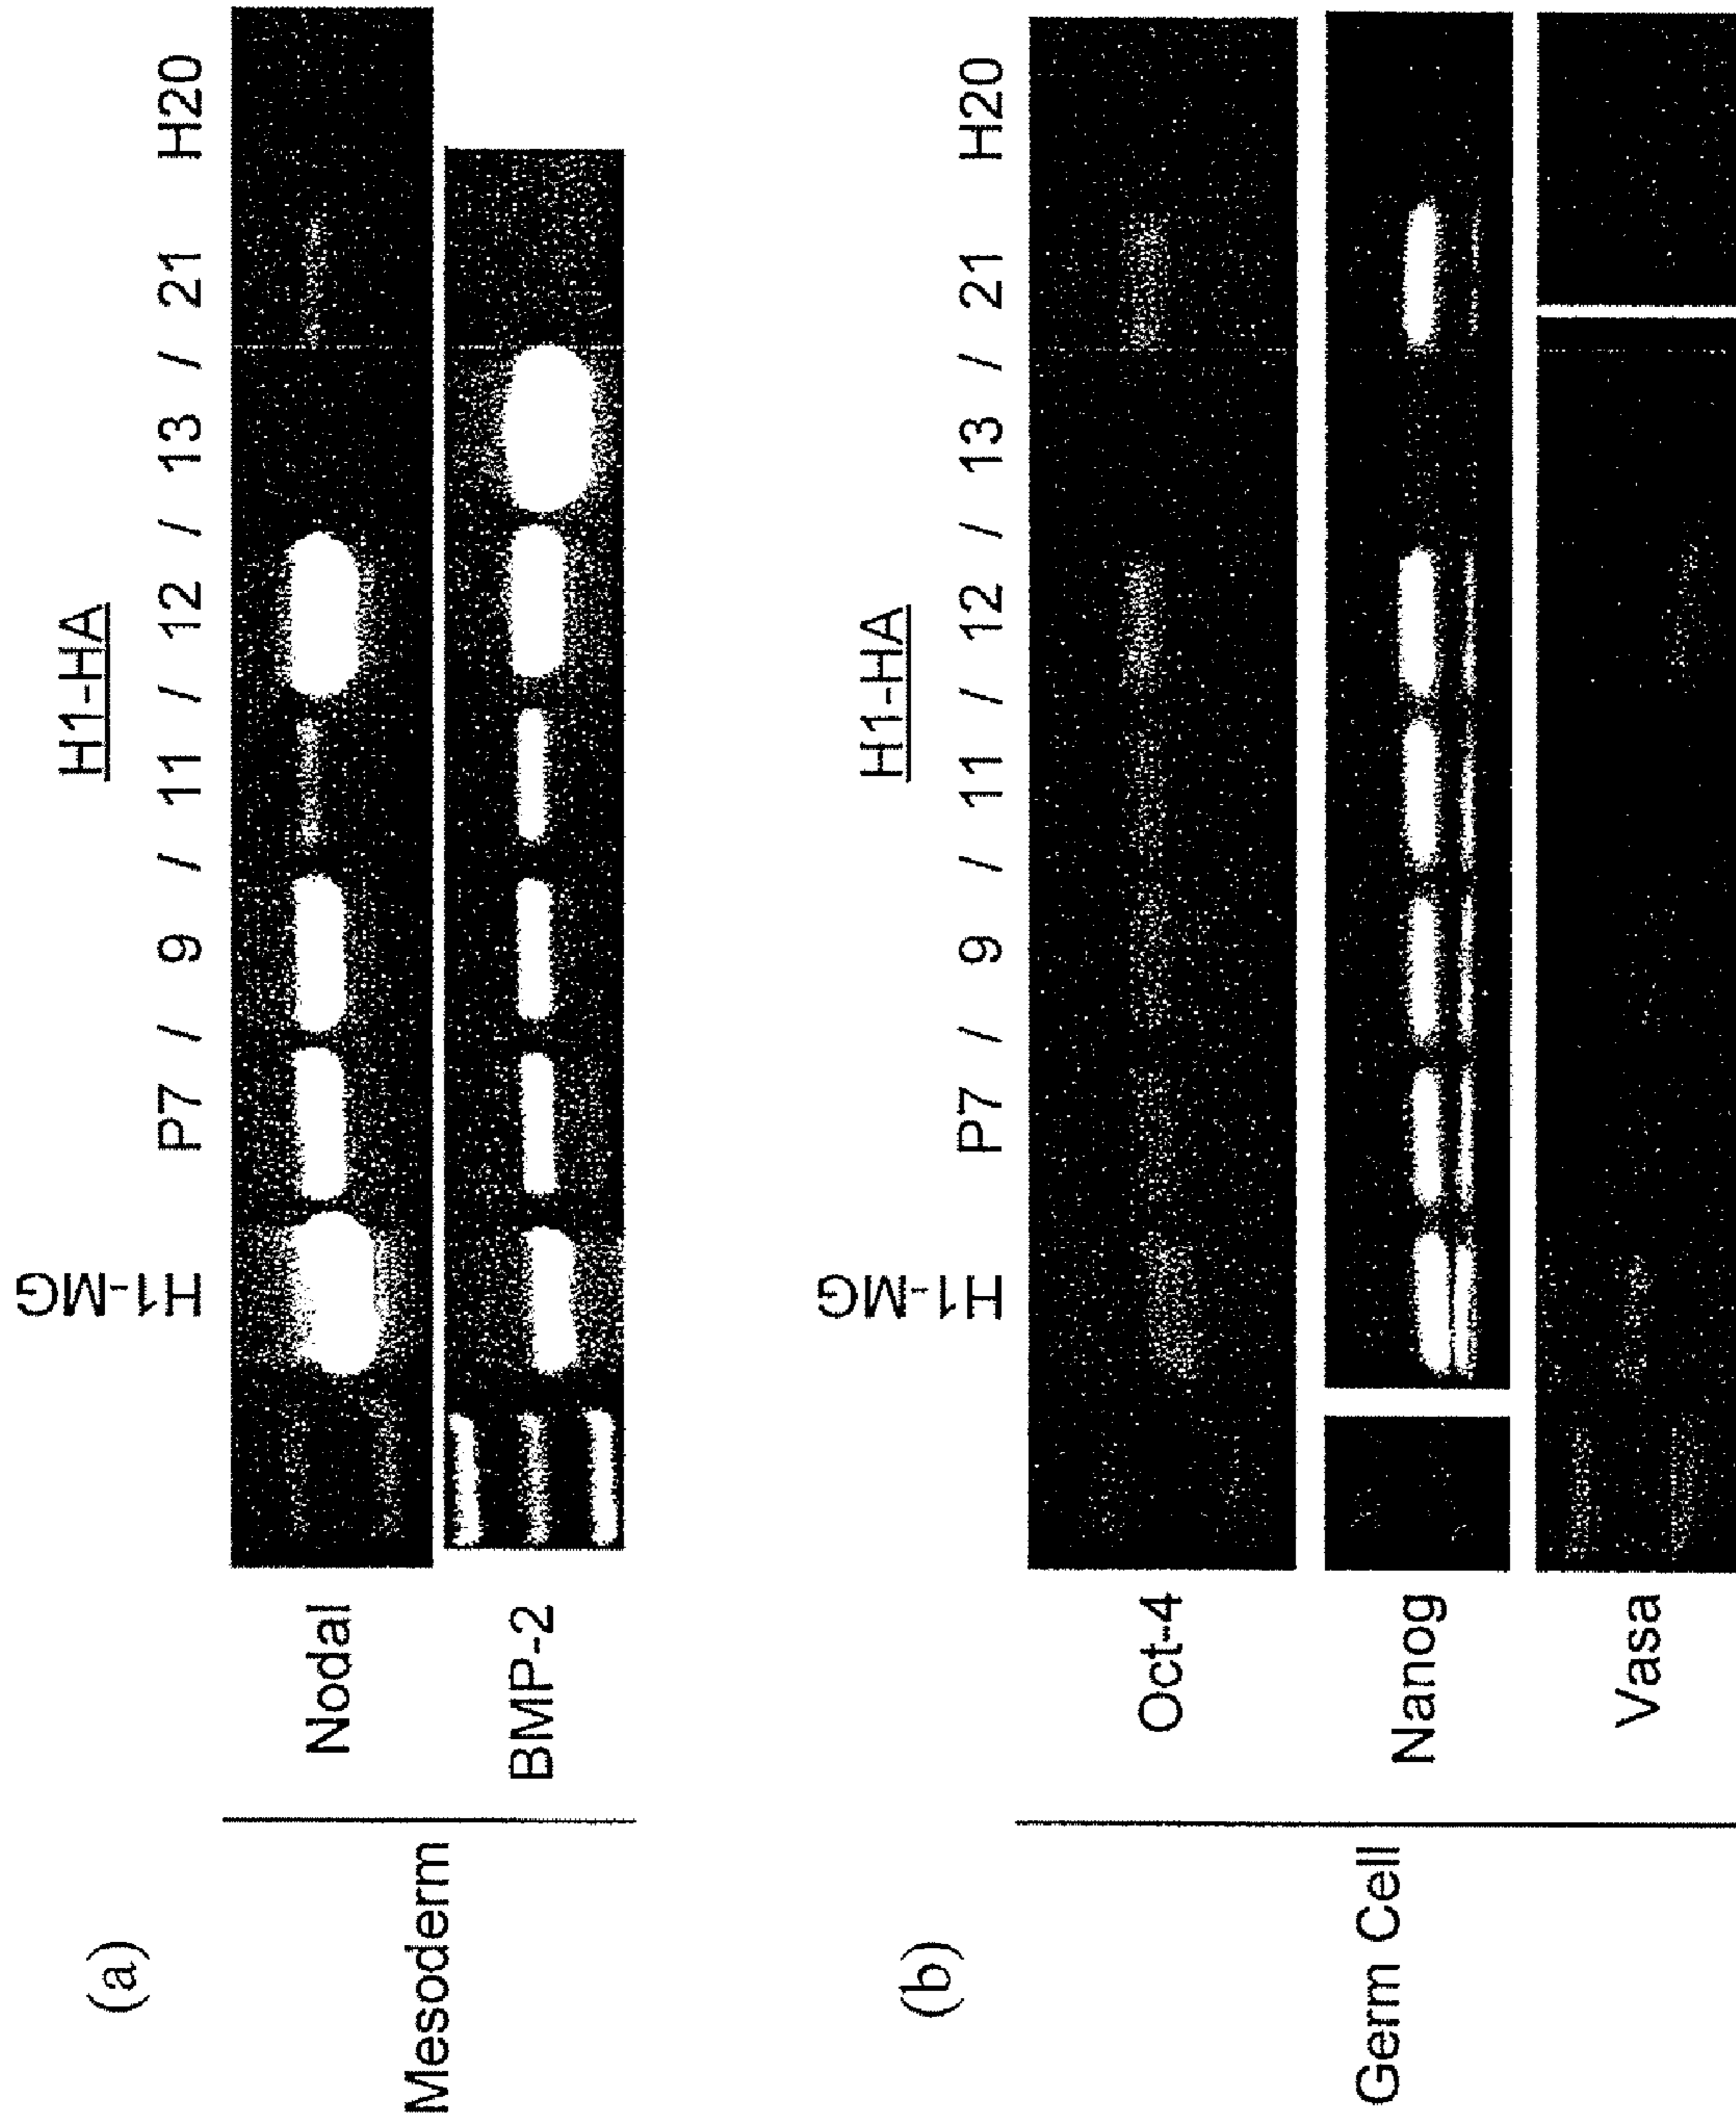 (a)
H1-HA
H1-MG P7 / 9 / 11 / 12 / 13 / 21 H20
Mesoderm
Nodal
BMP-2
(b)
H1-HA
H1-MG P7 / 9 / 11 / 12 / 13 / 21 H20
Germ Cell
Oct-4
Nanog
Vasa